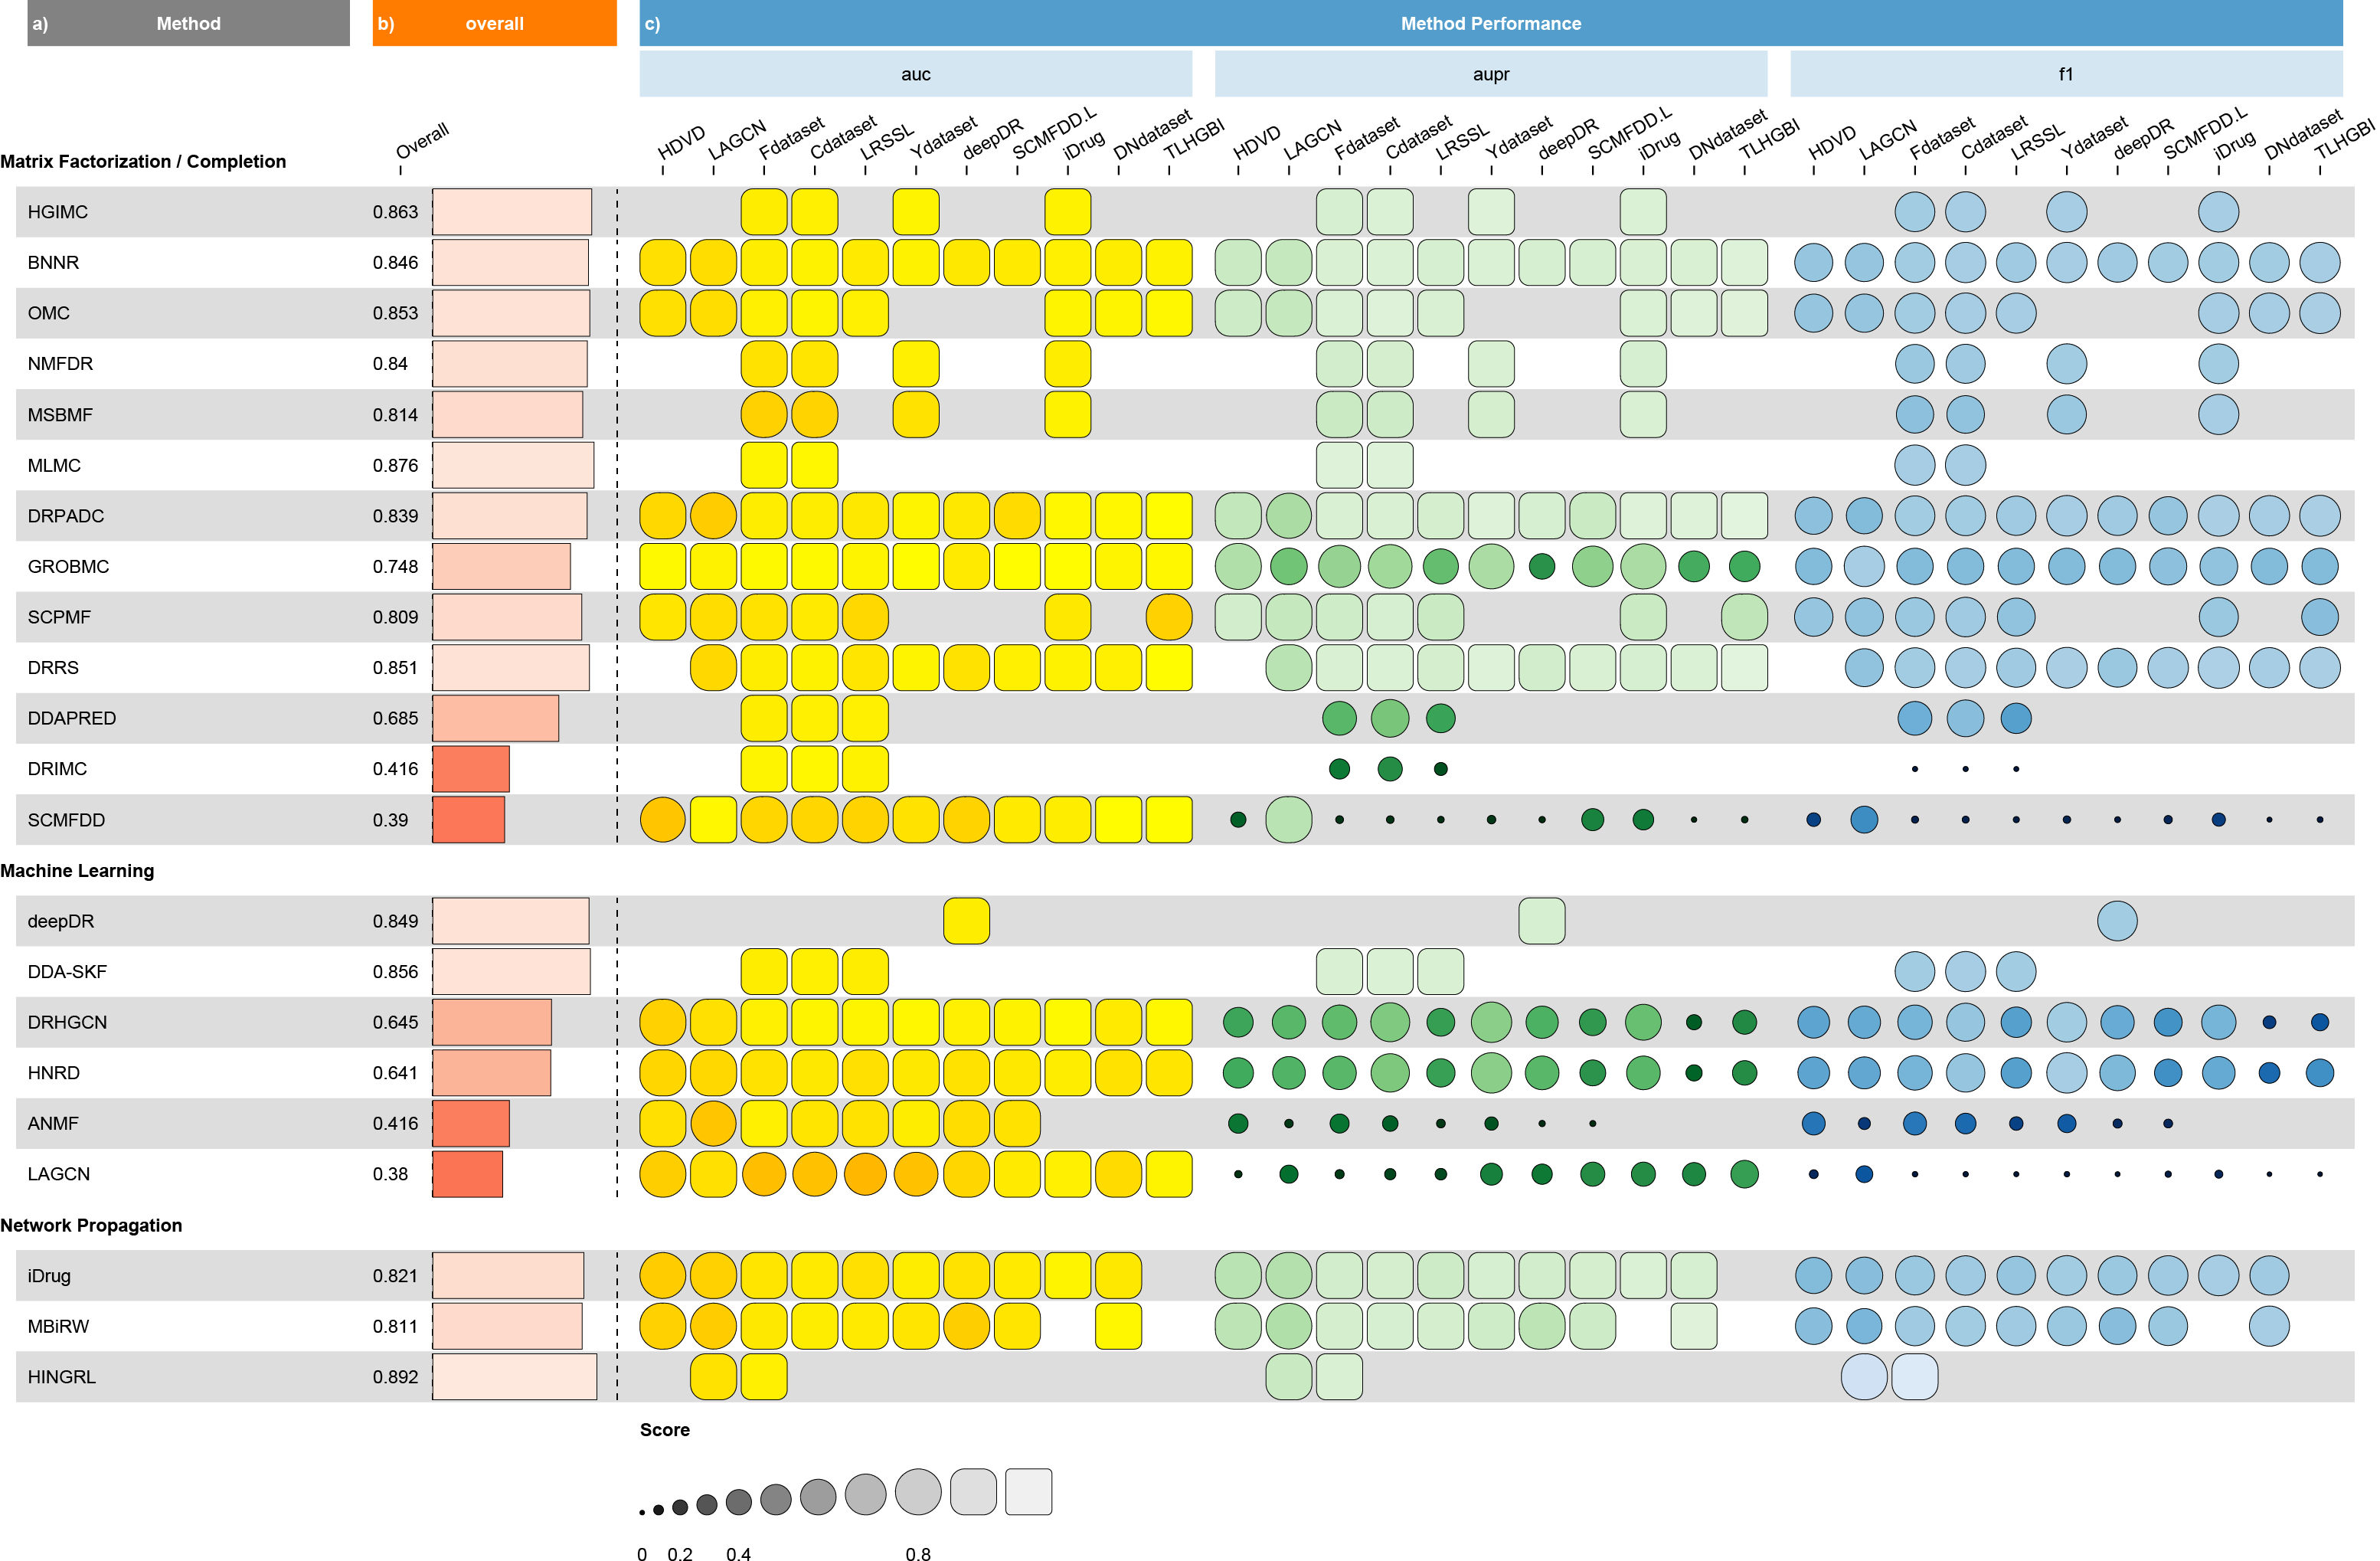 a) Method b) overall c) Method Performance
auc aupr f1
Overall HDVD LAGCN Fdataset Cdataset LRSSL Ydataset deepDR SCMFDD.L iDrug DNdataset TLHGBI HDVD LAGCN Fdataset Cdataset LRSSL Ydataset deepDR SCMFDD.L iDrug DNdataset TLHGBI HDVD LAGCN Fdataset Cdataset LRSSL Ydataset deepDR SCMFDD.L iDrug DNdataset TLHGBI
Matrix Factorization / Completion
HGIMC 0.863
BNNR 0.846
OMC 0.853
NMFDR 0.84
MSBMF 0.814
MLMC 0.876
DRPADC 0.839
GROBMC 0.748
SCPMF 0.809
DRRS 0.851
DDAPRED 0.685
DRIMC 0.416
SCMFDD 0.39
Machine Learning
deepDR 0.849
DDA-SKF 0.856
DRHGCN 0.645
HNRD 0.641
ANMF 0.416
LAGCN 0.38
Network Propagation
iDrug 0.821
MBiRW 0.811
HINGRL 0.892
Score
0 0.2 0.4 0.8